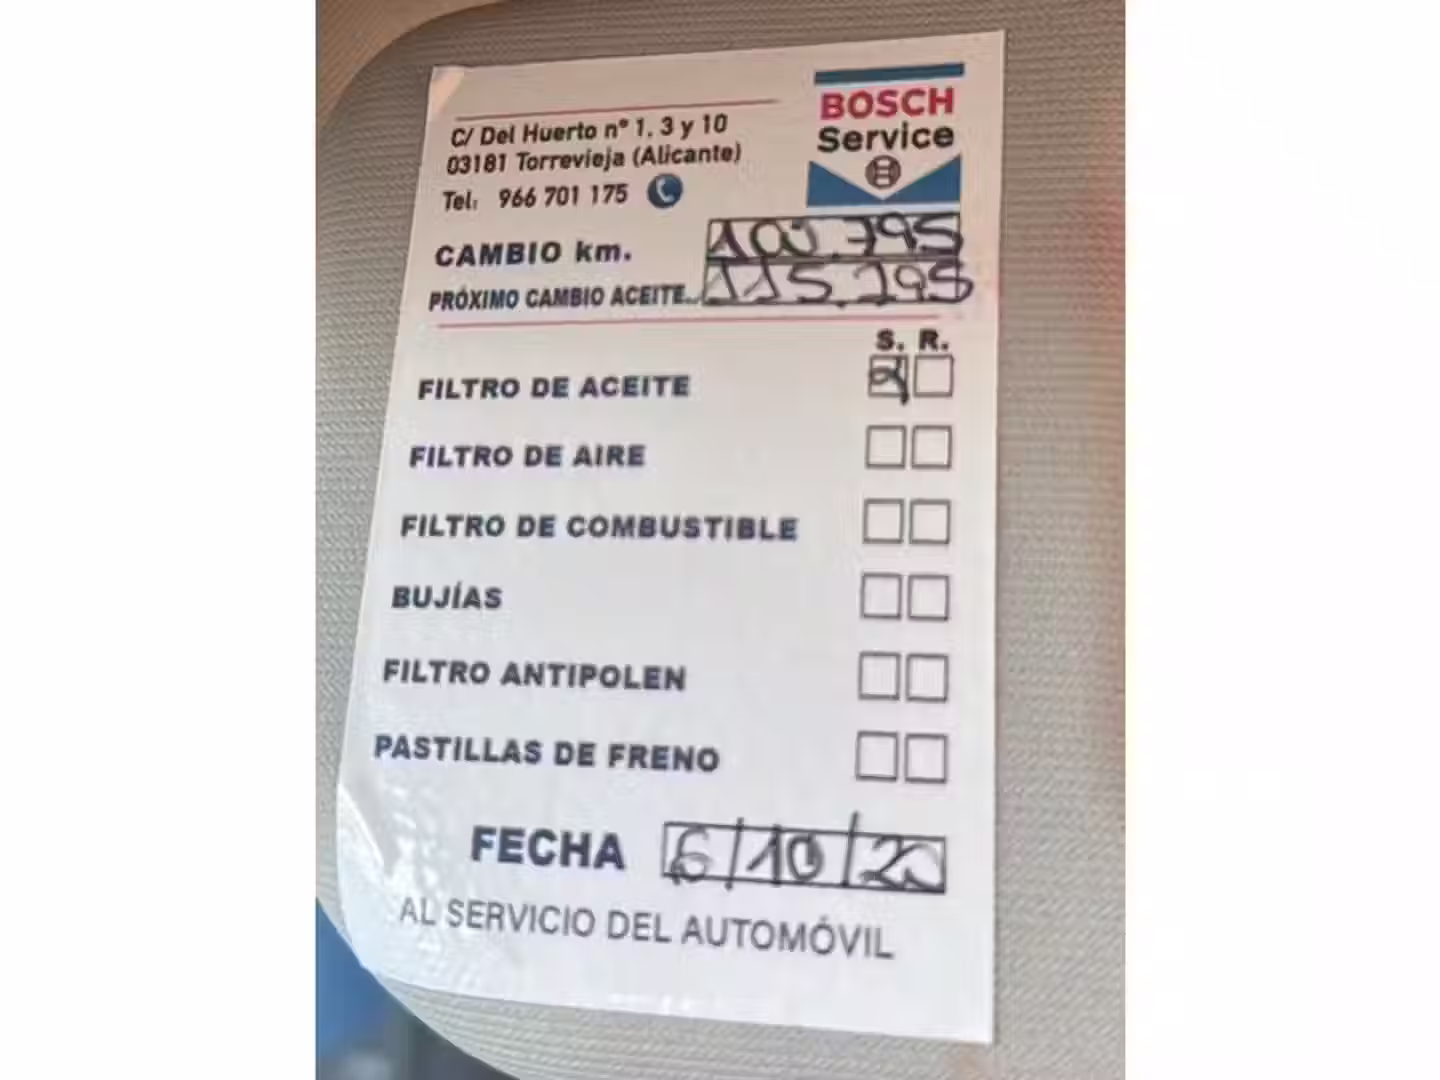 BOSCH
Service
C/ Del Huerto nº 1, 3 y 10
03181 Torrevieja (Alicante)
Tel: 966 701 175
CAMBIO km. 100.795
PRÓXIMO CAMBIO ACEITE. 115.795
S. R.
FILTRO DE ACEITE
FILTRO DE AIRE
FILTRO DE COMBUSTIBLE
BUJÍAS
FILTRO ANTIPOLEN
PASTILLAS DE FRENO
FECHA 6/10/20
AL SERVICIO DEL AUTOMÓVIL